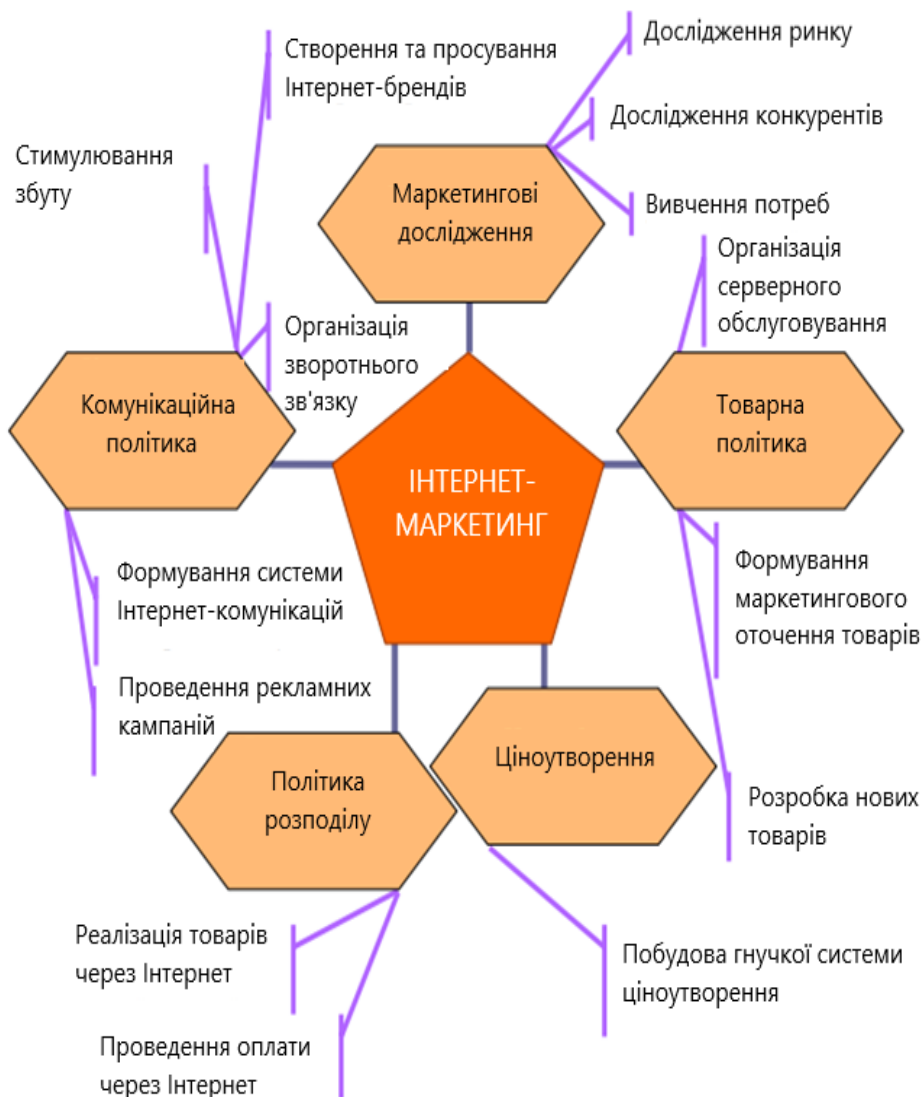 Створення та просування
Інтернет-брендів
Дослідження ринку
Дослідження конкурентів
Стимулювання
збуту
Маркетингові
дослідження
Вивчення потреб
Організація
серверного
обслуговування
Організація
зворотнього
зв'язку
Комунікаційна
політика
Товарна
політика
ІНТЕРНЕТ-
МАРКЕТИНГ
Формування системи
Інтернет-комунікацій
Формування
маркетингового
оточення товарів
Проведення рекламних
кампаній
Ціноутворення
Політика
розподілу
Розробка нових
товарів
Реалізація товарів
через Інтернет
Побудова гнучкої системи
ціноутворення
Проведення оплати
через Інтернет